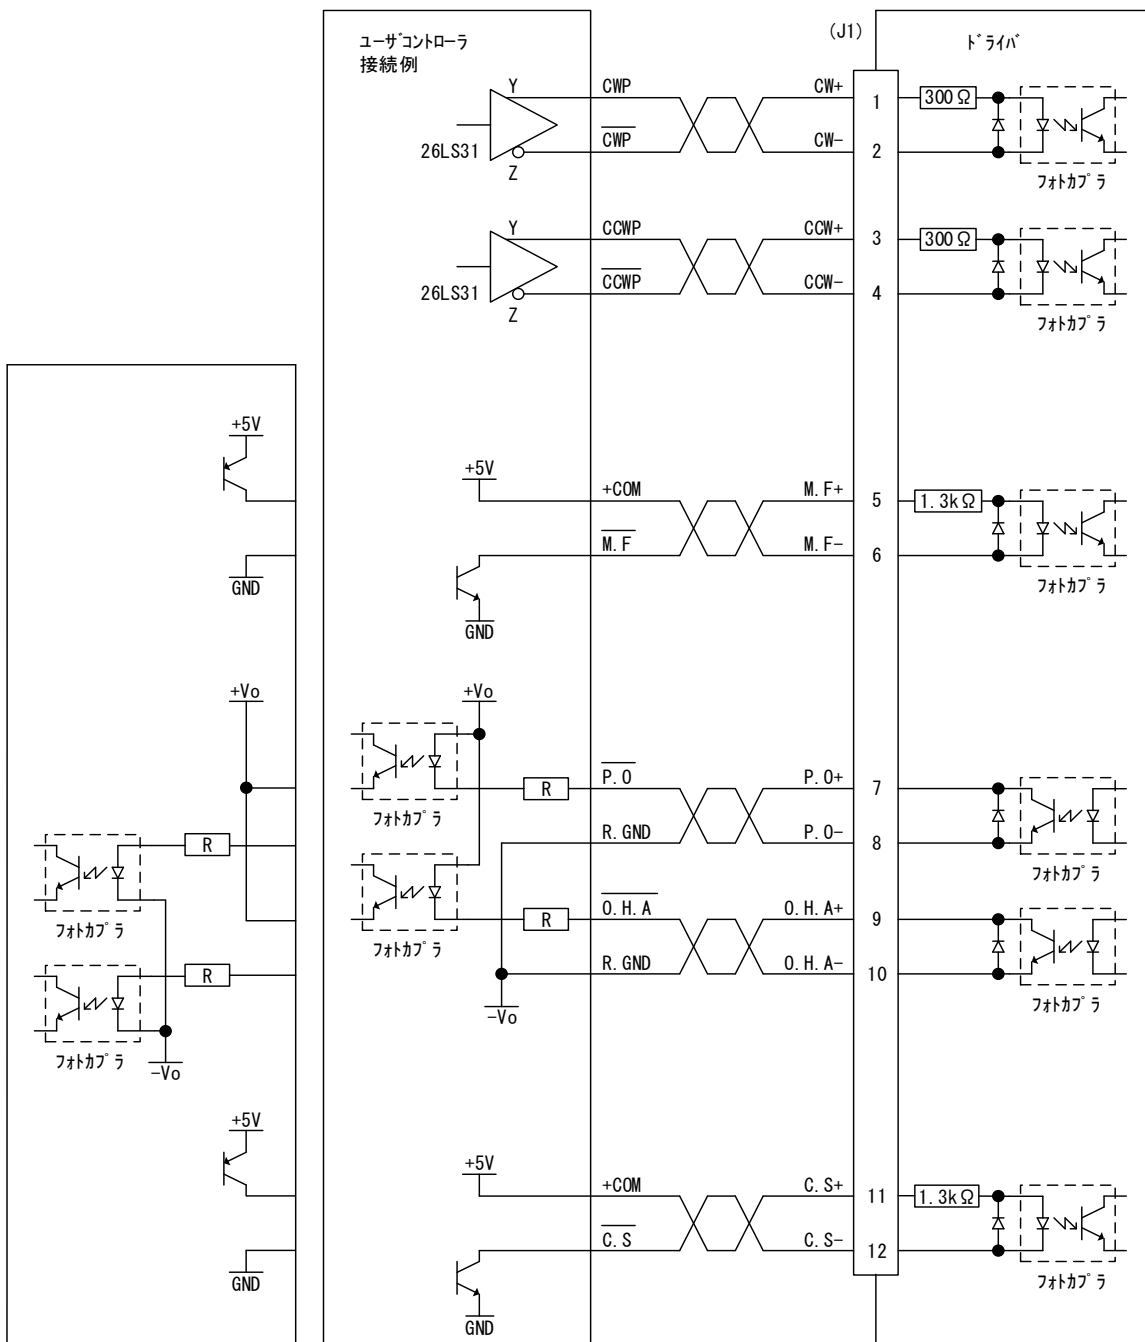 ﾕｰｻﾞｺﾝﾄﾛｰﾗ
接続例
(J1)
ﾄﾞﾗｲﾊﾞ
Y
CWP
CW+
1
300Ω
26LS31
C̅W̅P̅
CW-
2
Z
ﾌｫﾄｶﾌﾟﾗ
Y
CCWP
CCW+
3
300Ω
26LS31
C̅C̅W̅P̅
CCW-
4
Z
ﾌｫﾄｶﾌﾟﾗ
+5V
GND
+5V
+COM
M.F+
5
1.3kΩ
M̅.̅F̅
M.F-
6
ﾌｫﾄｶﾌﾟﾗ
GND
+Vo
R
ﾌｫﾄｶﾌﾟﾗ
R
ﾌｫﾄｶﾌﾟﾗ
-Vo
+Vo
R
P̅.̅O̅
P.O+
7
ﾌｫﾄｶﾌﾟﾗ
R.GND
P.O-
8
ﾌｫﾄｶﾌﾟﾗ
R
O̅.̅H̅.̅A̅
O.H.A+
9
ﾌｫﾄｶﾌﾟﾗ
R.GND
O.H.A-
10
ﾌｫﾄｶﾌﾟﾗ
-Vo
+5V
GND
+5V
+COM
C.S+
11
1.3kΩ
C̅.̅S̅
C.S-
12
ﾌｫﾄｶﾌﾟﾗ
GND